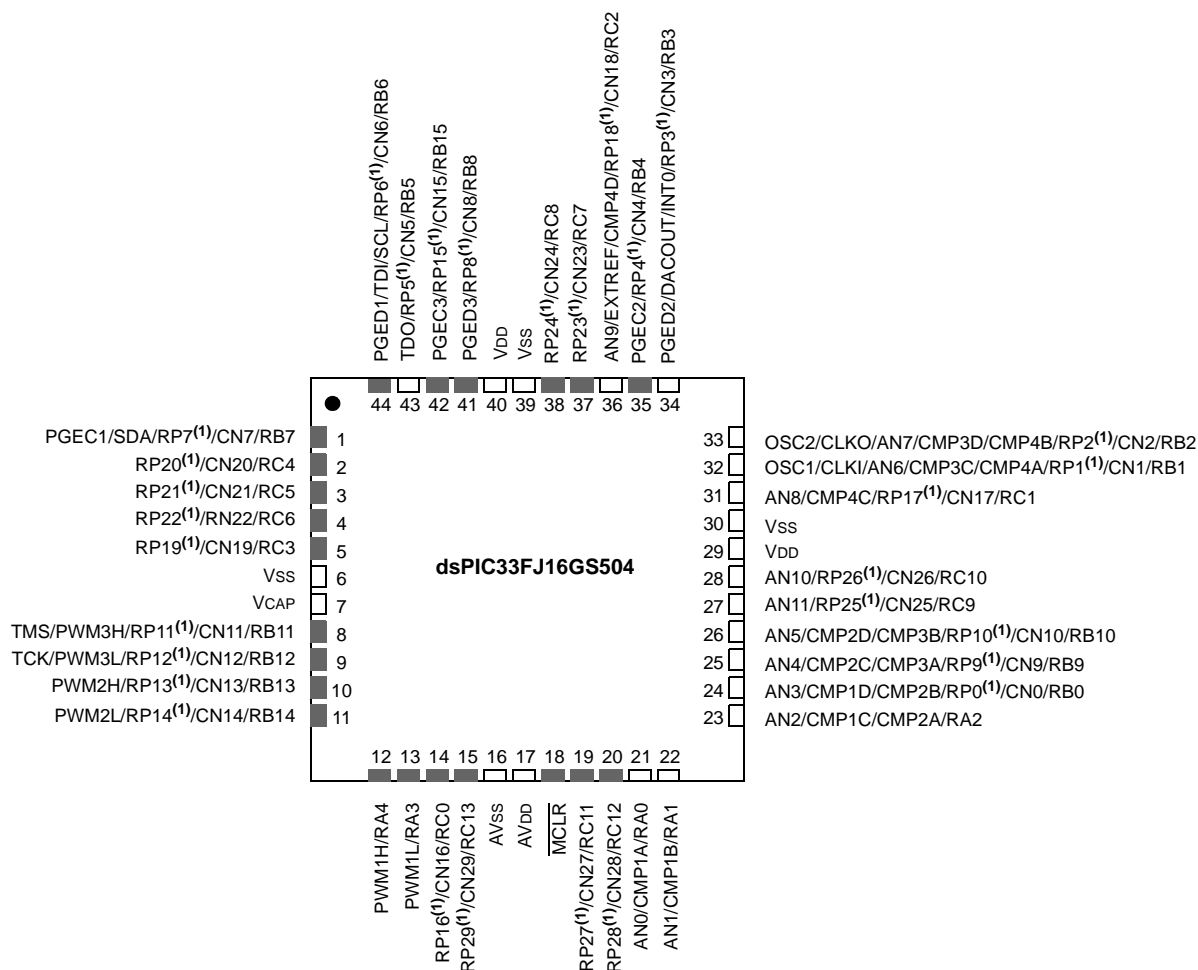 PGED1/TDI/SCL/RP6(1)/CN6/RB6
TDO/RP5(1)/CN5/RB5
PGEC3/RP15(1)/CN15/RB15
PGED3/RP8(1)/CN8/RB8
VDD
VSS
RP24(1)/CN24/RC8
RP23(1)/CN23/RC7
AN9/EXTREF/CMP4D/RP18(1)/CN18/RC2
PGEC2/RP4(1)/CN4/RB4
PGED2/DACOUT/INT0/RP3(1)/CN3/RB3
44 43 42 41 40 39 38 37 36 35 34
PGEC1/SDA/RP7(1)/CN7/RB7 1
RP20(1)/CN20/RC4 2
RP21(1)/CN21/RC5 3
RP22(1)/RN22/RC6 4
RP19(1)/CN19/RC3 5
VSS 6
VCAP 7
TMS/PWM3H/RP11(1)/CN11/RB11 8
TCK/PWM3L/RP12(1)/CN12/RB12 9
PWM2H/RP13(1)/CN13/RB13 10
PWM2L/RP14(1)/CN14/RB14 11
dsPIC33FJ16GS504
33 OSC2/CLKO/AN7/CMP3D/CMP4B/RP2(1)/CN2/RB2
32 OSC1/CLKI/AN6/CMP3C/CMP4A/RP1(1)/CN1/RB1
31 AN8/CMP4C/RP17(1)/CN17/RC1
30 VSS
29 VDD
28 AN10/RP26(1)/CN26/RC10
27 AN11/RP25(1)/CN25/RC9
26 AN5/CMP2D/CMP3B/RP10(1)/CN10/RB10
25 AN4/CMP2C/CMP3A/RP9(1)/CN9/RB9
24 AN3/CMP1D/CMP2B/RP0(1)/CN0/RB0
23 AN2/CMP1C/CMP2A/RA2
12 13 14 15 16 17 18 19 20 21 22
PWM1H/RA4
PWM1L/RA3
RP16(1)/CN16/RC0
RP29(1)/CN29/RC13
AVSS
AVDD
MCLR
RP27(1)/CN27/RC11
RP28(1)/CN28/RC12
AN0/CMP1A/RA0
AN1/CMP1B/RA1